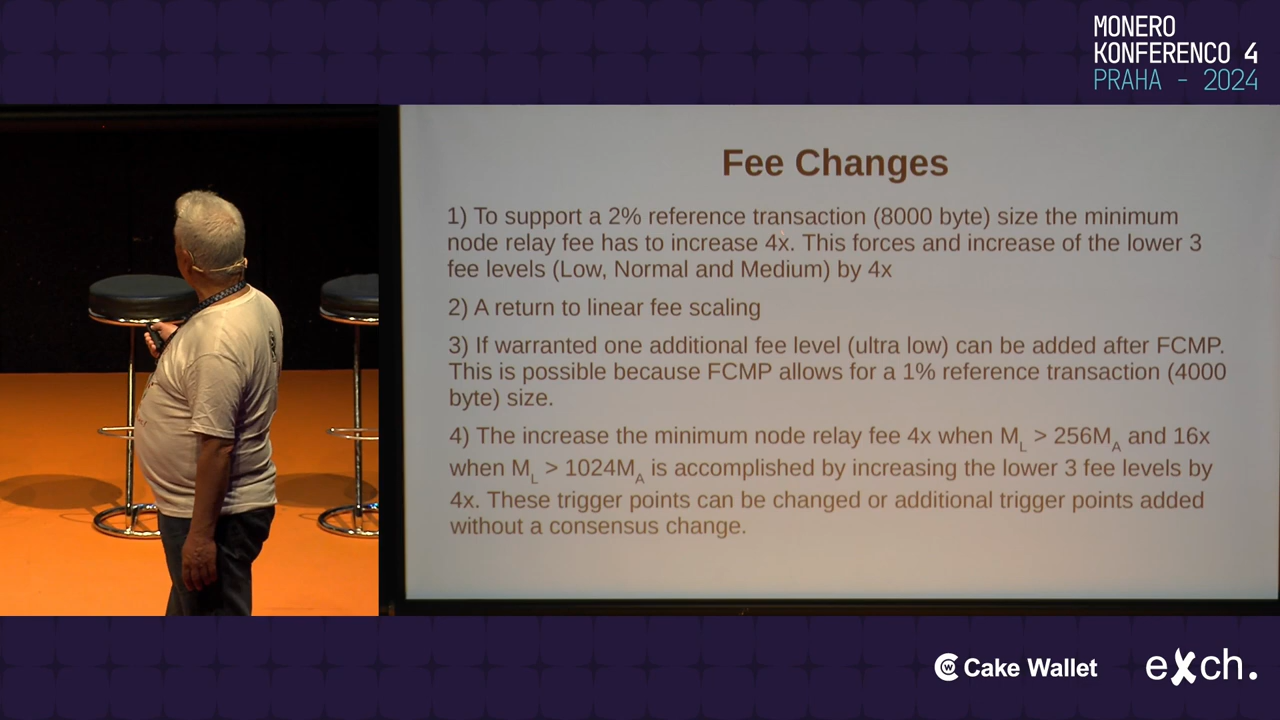 MONERO
KONFERENCO 4
PRAHA - 2024
Fee Changes
1) To support a 2% reference transaction (8000 byte) size the minimum
node relay fee has to increase 4x. This forces and increase of the lower 3
fee levels (Low, Normal and Medium) by 4x
2) A return to linear fee scaling
3) If warranted one additional fee level (ultra low) can be added after FCMP.
This is possible because FCMP allows for a 1% reference transaction (4000
byte) size.
4) The increase the minimum node relay fee 4x when M_L > 256M_A and 16x
when M_L > 1024M_A is accomplished by increasing the lower 3 fee levels by
4x. These trigger points can be changed or additional trigger points added
without a consensus change.
Cake Wallet
exch.